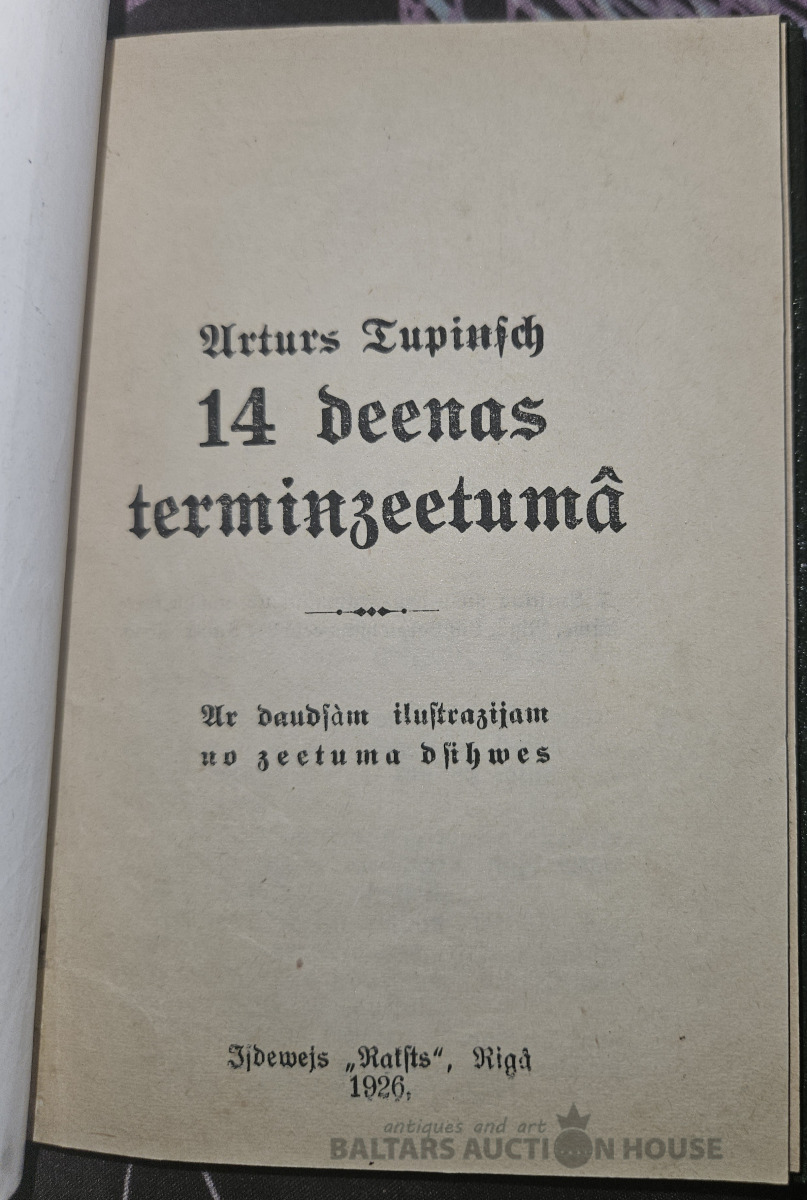 Arturs Tupinſch
14 deenas
terminzeetumâ
Ar daudſàm iluſtrazijam
no zeetuma dſihwes
Iſdewejs „Rakſts“, Rigâ
1926.
antiques and art
BALTARS AUCTION HOUSE